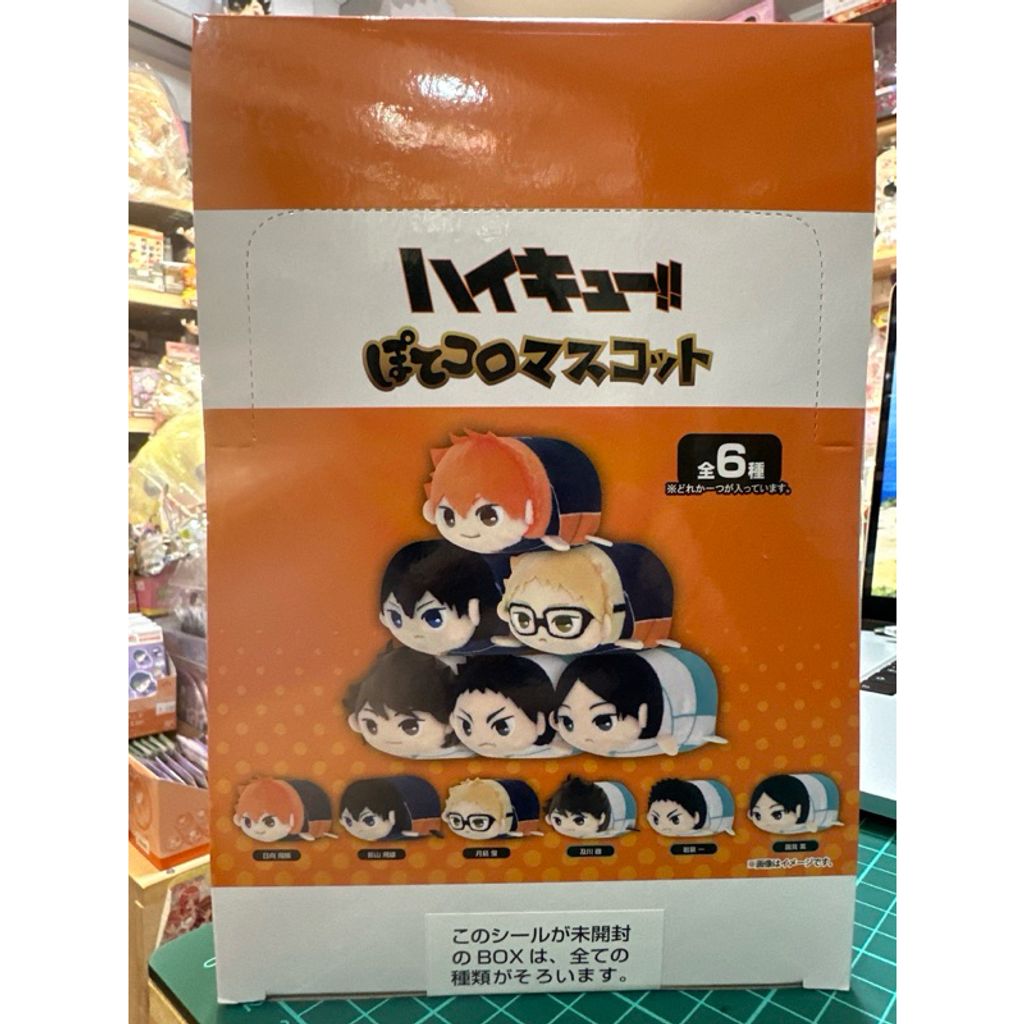 ハイキュー!!
ぽてコロマスコット
全6種
※どれか一つが入っています。
日向 翔陽
影山 飛雄
月島 蛍
及川 徹
岩泉 一
国見 英
※画像はイメージです。
このシールが未開封
のBOXは、全ての
種類がそろいます。